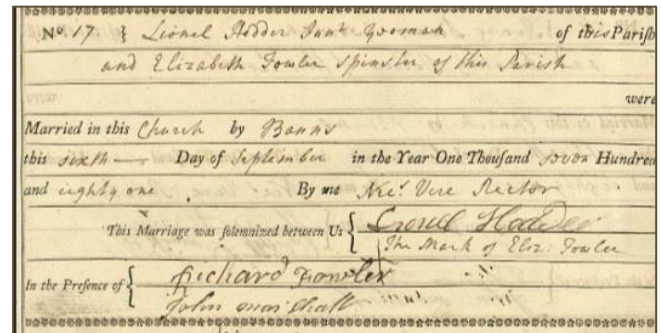 No. 17 } Lionel Hodder Junr. Yeoman of this Parish
and Elizabeth Fowler Spinster of this Parish
were
Married in this Church by Banns
this sixth Day of September in the Year One Thousand seven Hundred
and eighty one By me Vere Rector
This Marriage was solemnized between Us { Lionel Hodder
The Mark of Eliz: Fowler
In the Presence of { Richard Fowler
John Marshall